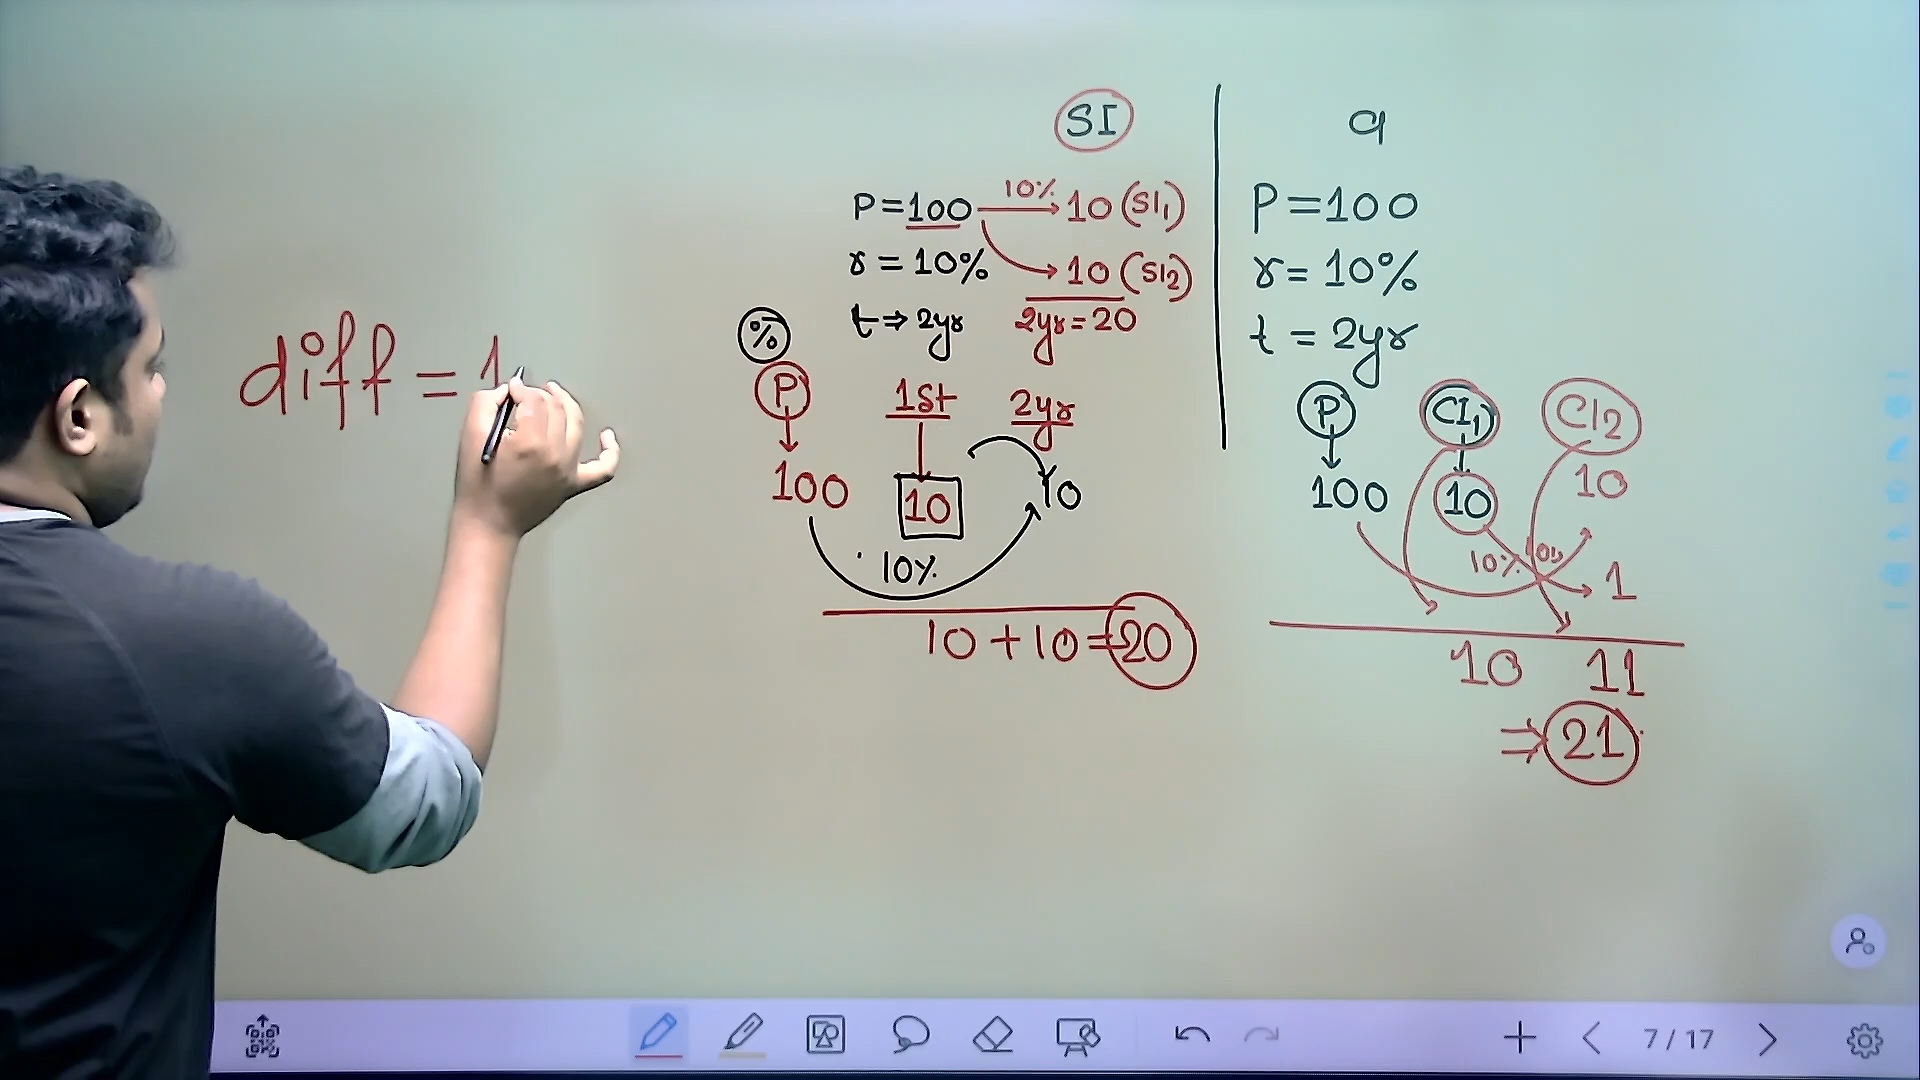 SI
CI
P=100 10% 10 (SI1)
r = 10% 10 (SI2)
t ⇒ 2yr 2yr = 20
%
P 1st 2yr
100 10 10
10%
10 + 10 = 20
P = 100
r = 10%
t = 2yr
P CI1 CI2
100 10 10
10% 1
10 11
⇒ 21
diff = 1
7 / 17